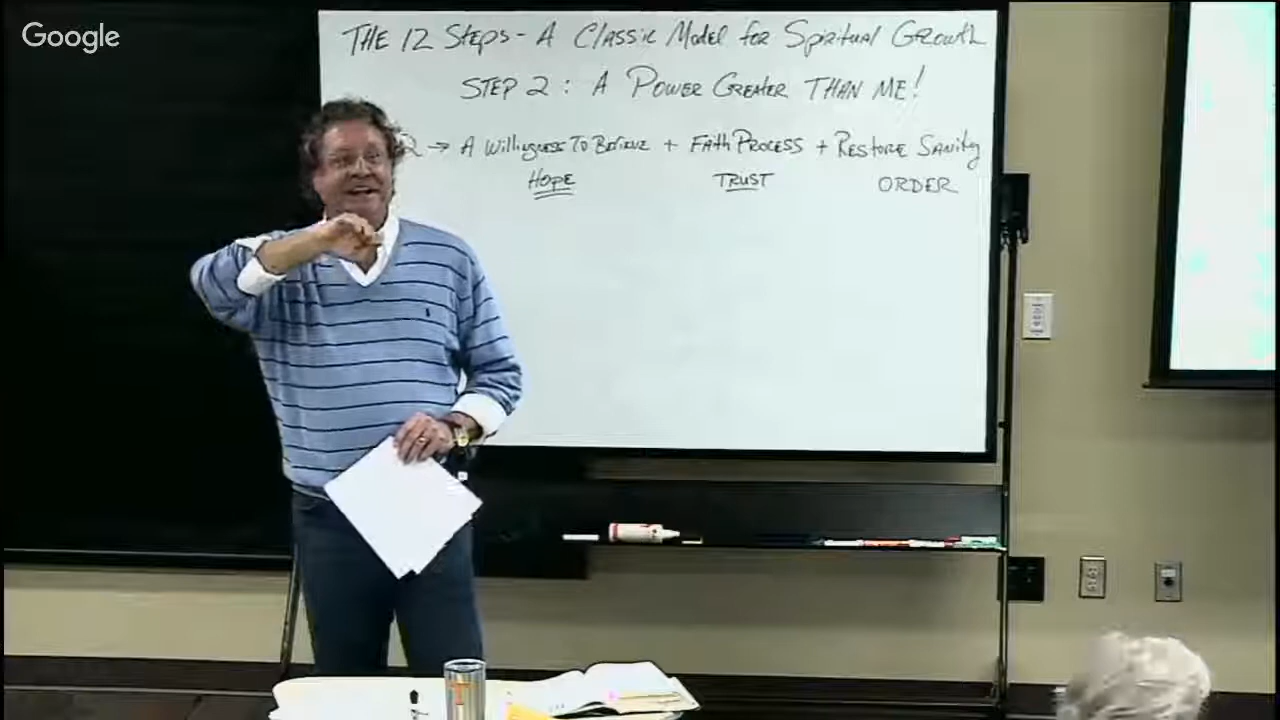 Google
THE 12 STEPS - A CLASSIC MODEL FOR SPIRITUAL GROWTH
STEP 2 : A POWER GREATER THAN ME!
2 → A WILLINGNESS TO BELIEVE + FAITH PROCESS + RESTORE SANITY
HOPE TRUST ORDER